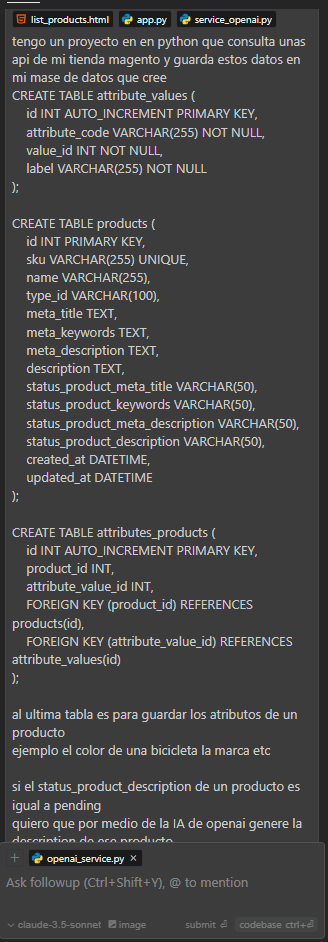 list_products.html app.py service_openai.py
tengo un proyecto en en python que consulta unas
api de mi tienda magento y guarda estos datos en
mi mase de datos que cree
CREATE TABLE attribute_values (
id INT AUTO_INCREMENT PRIMARY KEY,
attribute_code VARCHAR(255) NOT NULL,
value_id INT NOT NULL,
label VARCHAR(255) NOT NULL
);
CREATE TABLE products (
id INT PRIMARY KEY,
sku VARCHAR(255) UNIQUE,
name VARCHAR(255),
type_id VARCHAR(100),
meta_title TEXT,
meta_keywords TEXT,
meta_description TEXT,
description TEXT,
status_product_meta_title VARCHAR(50),
status_product_keywords VARCHAR(50),
status_product_meta_description VARCHAR(50),
status_product_description VARCHAR(50),
created_at DATETIME,
updated_at DATETIME
);
CREATE TABLE attributes_products (
id INT AUTO_INCREMENT PRIMARY KEY,
product_id INT,
attribute_value_id INT,
FOREIGN KEY (product_id) REFERENCES
products(id),
FOREIGN KEY (attribute_value_id) REFERENCES
attribute_values(id)
);
al ultima tabla es para guardar los atributos de un
producto
ejemplo el color de una bicicleta la marca etc
si el status_product_description de un producto es
igual a pending
quiero que por medio de la IA de openai genere la
description de ese producto
+ openai_service.py ×
Ask followup (Ctrl+Shift+Y), @ to mention
claude-3.5-sonnet image submit ⏎ codebase ctrl+⏎